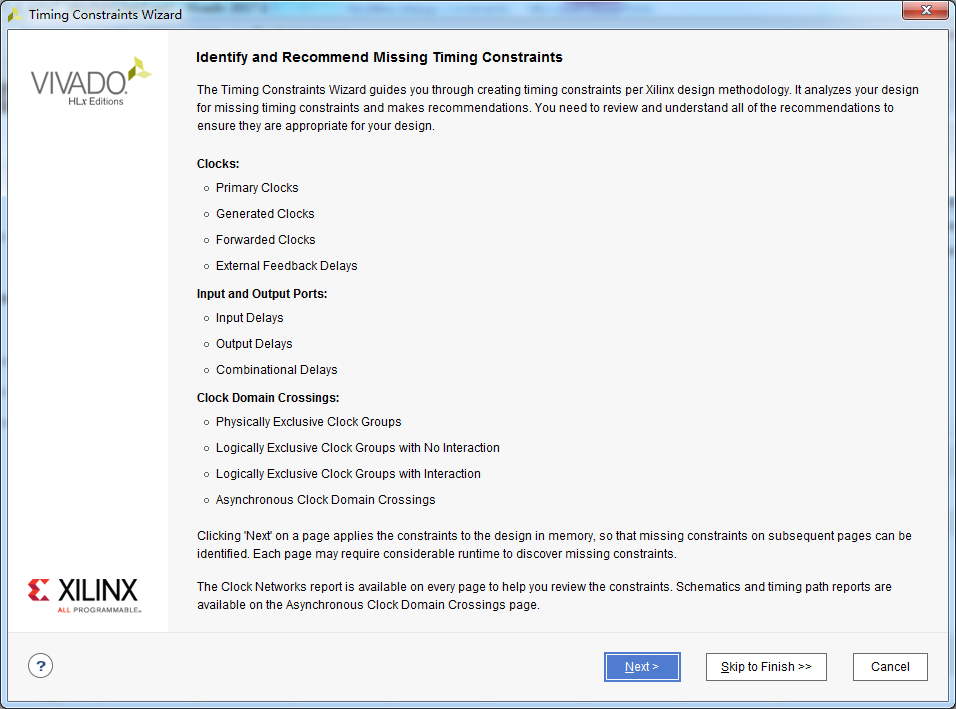 Timing Constraints Wizard
VIVADO.
HLx Editions
Identify and Recommend Missing Timing Constraints
The Timing Constraints Wizard guides you through creating timing constraints per Xilinx design methodology. It analyzes your design
for missing timing constraints and makes recommendations. You need to review and understand all of the recommendations to
ensure they are appropriate for your design.
Clocks:
Primary Clocks
Generated Clocks
Forwarded Clocks
External Feedback Delays
Input and Output Ports:
Input Delays
Output Delays
Combinational Delays
Clock Domain Crossings:
Physically Exclusive Clock Groups
Logically Exclusive Clock Groups with No Interaction
Logically Exclusive Clock Groups with Interaction
Asynchronous Clock Domain Crossings
Clicking 'Next' on a page applies the constraints to the design in memory, so that missing constraints on subsequent pages can be
identified. Each page may require considerable runtime to discover missing constraints.
The Clock Networks report is available on every page to help you review the constraints. Schematics and timing path reports are
available on the Asynchronous Clock Domain Crossings page.
XILINX
ALL PROGRAMMABLE™
?
Next >
Skip to Finish >>
Cancel